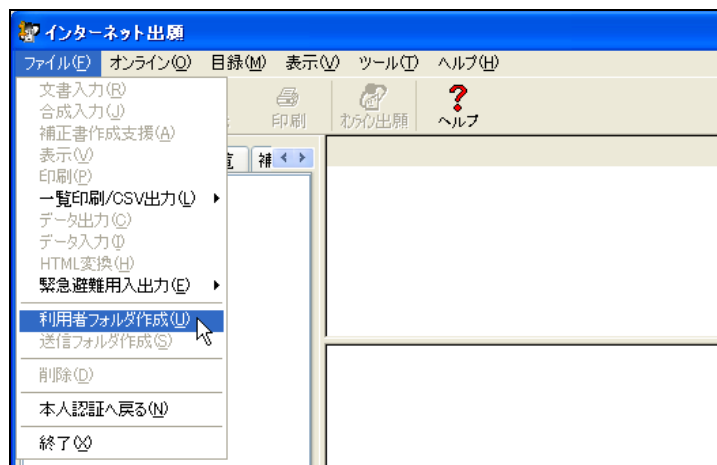 インターネット出願
ファイル(F) オンライン(O) 目録(M) 表示(V) ツール(T) ヘルプ(H)
印刷 オンライン出願 ヘルプ
補
文書入力(R)
合成入力(J)
補正書作成支援(A)
表示(V)
印刷(P)
一覧印刷/CSV出力(L)
データ出力(C)
データ入力(I)
HTML変換(H)
緊急避難用入出力(E)
利用者フォルダ作成(U)
送信フォルダ作成(S)
削除(D)
本人認証へ戻る(N)
終了(X)